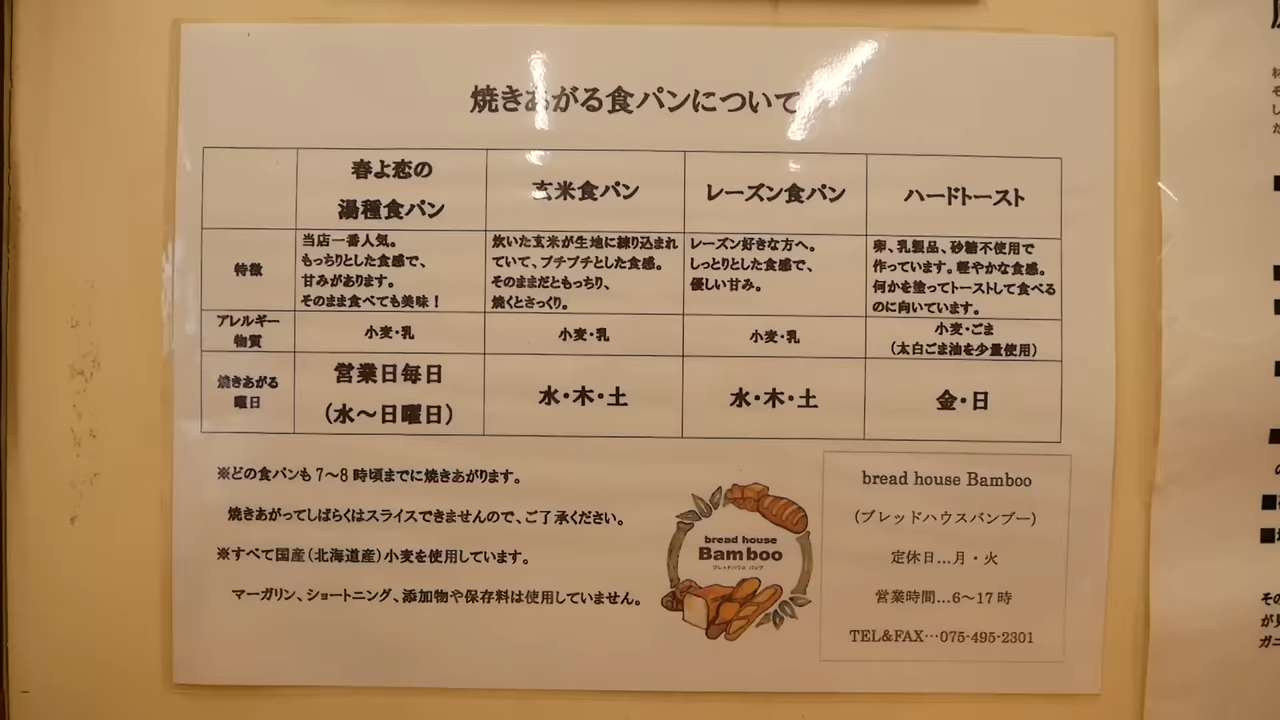 焼きあがる食パンについて
春よ恋の
湯種食パン
玄米食パン
レーズン食パン
ハードトースト
特徴
当店一番人気。
もっちりとした食感で、
甘みがあります。
そのまま食べても美味！
炊いた玄米が生地に練り込まれ
ていて、プチプチとした食感。
そのままだともっちり、
焼くとさっくり。
レーズン好きな方へ。
しっとりとした食感で、
優しい甘み。
卵、乳製品、砂糖不使用で
作っています。軽やかな食感。
何かを塗ってトーストして食べる
のに向いています。
アレルギー
物質
小麦・乳
小麦・乳
小麦・乳
小麦・ごま
（太白ごま油を少量使用）
焼きあがる
曜日
営業日毎日
（水～日曜日）
水・木・土
水・木・土
金・日
※どの食パンも7～8時頃までに焼きあがります。
焼きあがってしばらくはスライスできませんので、ご了承ください。
※すべて国産（北海道産）小麦を使用しています。
マーガリン、ショートニング、添加物や保存料は使用していません。
bread house
Bamboo
ブレッドハウス バンブ
bread house Bamboo
（ブレッドハウスバンブー）
定休日…月・火
営業時間…6～17時
TEL&FAX…075-495-2301